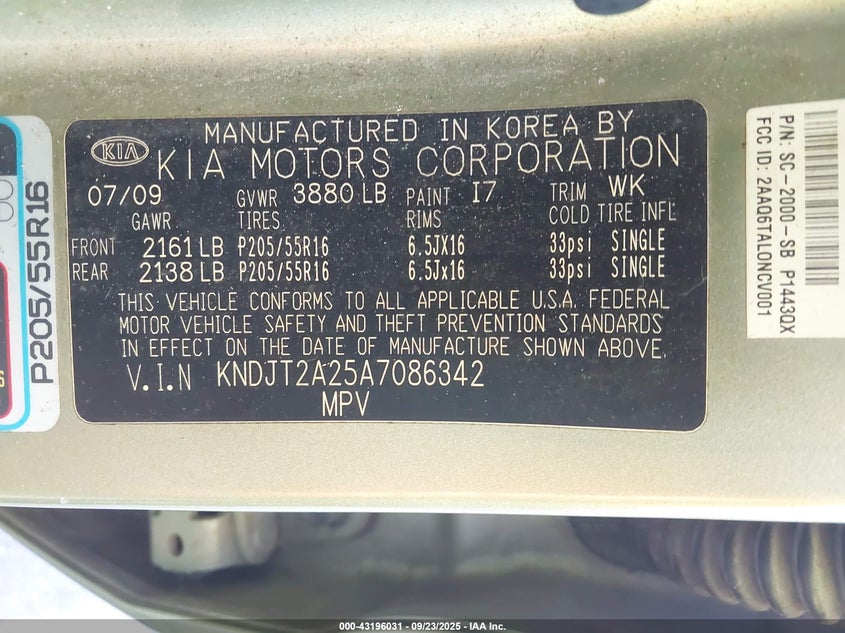 MANUFACTURED IN KOREA BY
KIA
KIA MOTORS CORPORATION
07/09 GVWR 3880 LB PAINT I7 TRIM WK
GAWR TIRES RIMS COLD TIRE INFL
FRONT 2161 LB P205/55R16 6.5JX16 33psi SINGLE
REAR 2138 LB P205/55R16 6.5Jx16 33psi SINGLE
THIS VEHICLE CONFORMS TO ALL APPLICABLE U.S.A. FEDERAL
MOTOR VEHICLE SAFETY AND THEFT PREVENTION STANDARDS
IN EFFECT ON THE DATE OF MANUFACTURE SHOWN ABOVE.
V.I.N KNDJT2A25A7086342
MPV
P205/55R16
P/N: SC-2000-SB P1443QX
FCC ID: 2AAQ6TALONCV001
000-43196031 - 09/23/2025 - IAA Inc.